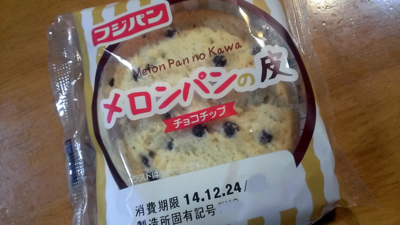 フジパン
Melon Pan no Kawa
メロンパンの皮
チョコチップ
消費期限 14.12.24/
製造所固有記号